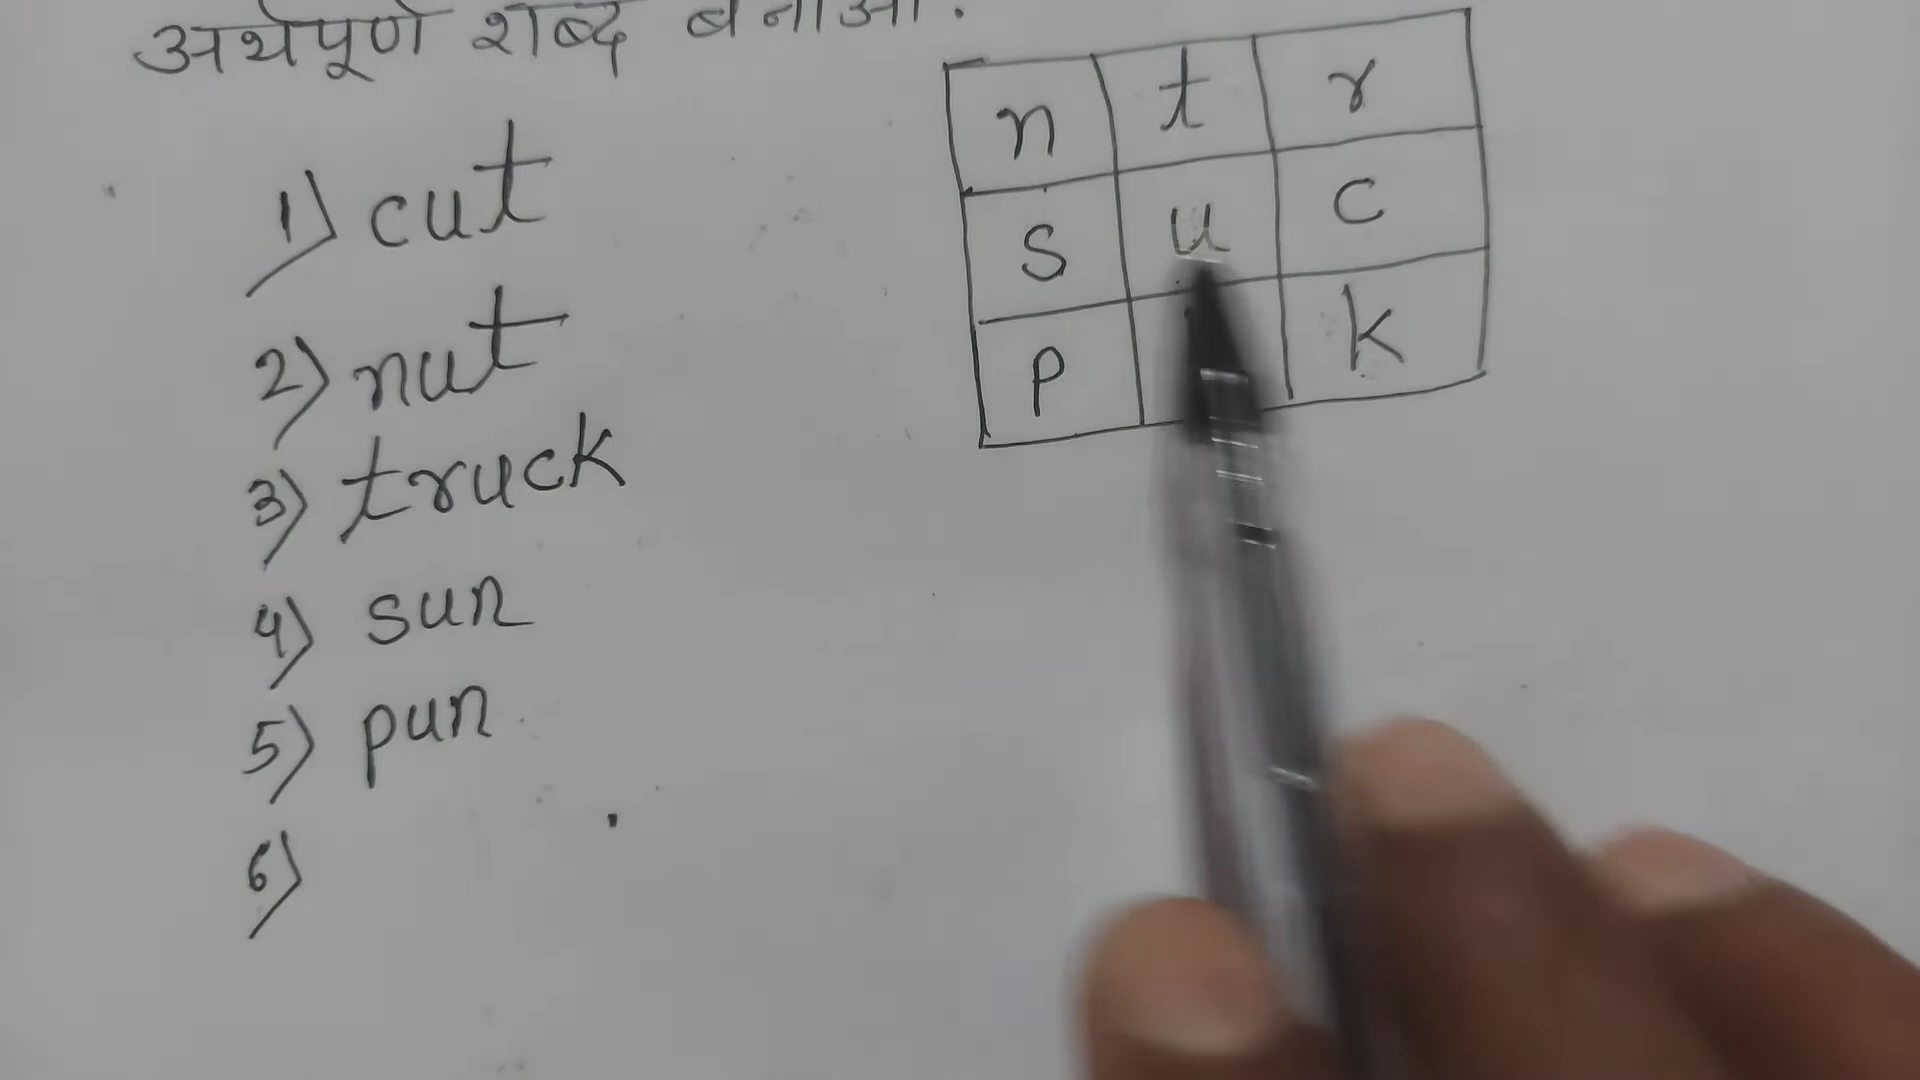 अर्थपूर्ण शब्द बनाओ.
n t r
s u c
p k
1) cut
2) nut
3) truck
4) sun
5) pun
6)